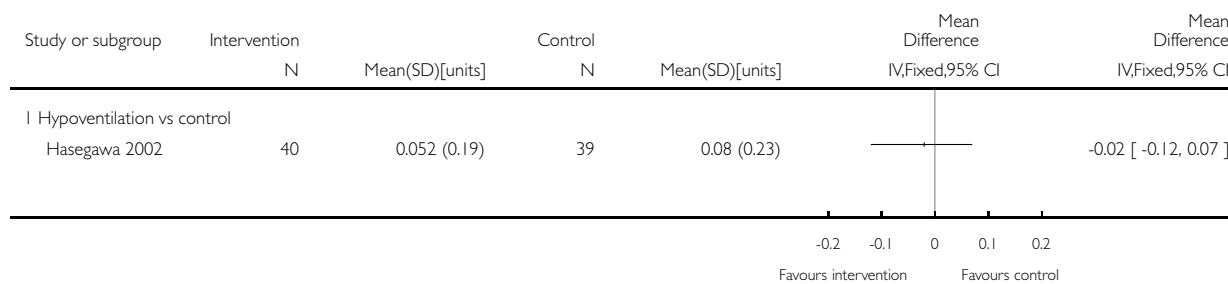 Mean Mean
Study or subgroup Intervention Control Difference Difference
N Mean(SD)[units] N Mean(SD)[units] IV,Fixed,95% CI IV,Fixed,95% CI
1 Hypoventilation vs control
Hasegawa 2002 40 0.052 (0.19) 39 0.08 (0.23) -0.02 [ -0.12, 0.07 ]
-0.2 -0.1 0 0.1 0.2
Favours intervention Favours control